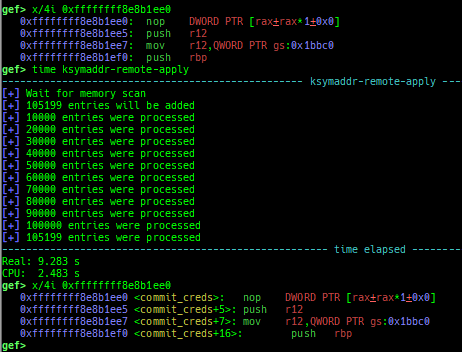 gef> x/4i 0xffffffff8e8b1ee0
0xffffffff8e8b1ee0: nop DWORD PTR [rax+rax*1+0x0]
0xffffffff8e8b1ee5: push r12
0xffffffff8e8b1ee7: mov r12,QWORD PTR gs:0x1bbc0
0xffffffff8e8b1ef0: push rbp
gef> time ksymaddr-remote-apply
ksymaddr-remote-apply
[+] Wait for memory scan
[+] 105199 entries will be added
[+] 10000 entries were processed
[+] 20000 entries were processed
[+] 30000 entries were processed
[+] 40000 entries were processed
[+] 50000 entries were processed
[+] 60000 entries were processed
[+] 70000 entries were processed
[+] 80000 entries were processed
[+] 90000 entries were processed
[+] 100000 entries were processed
[+] 105199 entries were processed
time elapsed
Real: 9.283 s
CPU: 2.483 s
gef> x/4i 0xffffffff8e8b1ee0
0xffffffff8e8b1ee0 <commit_creds>: nop DWORD PTR [rax+rax*1+0x0]
0xffffffff8e8b1ee5 <commit_creds+5>: push r12
0xffffffff8e8b1ee7 <commit_creds+7>: mov r12,QWORD PTR gs:0x1bbc0
0xffffffff8e8b1ef0 <commit_creds+16>: push rbp
gef>